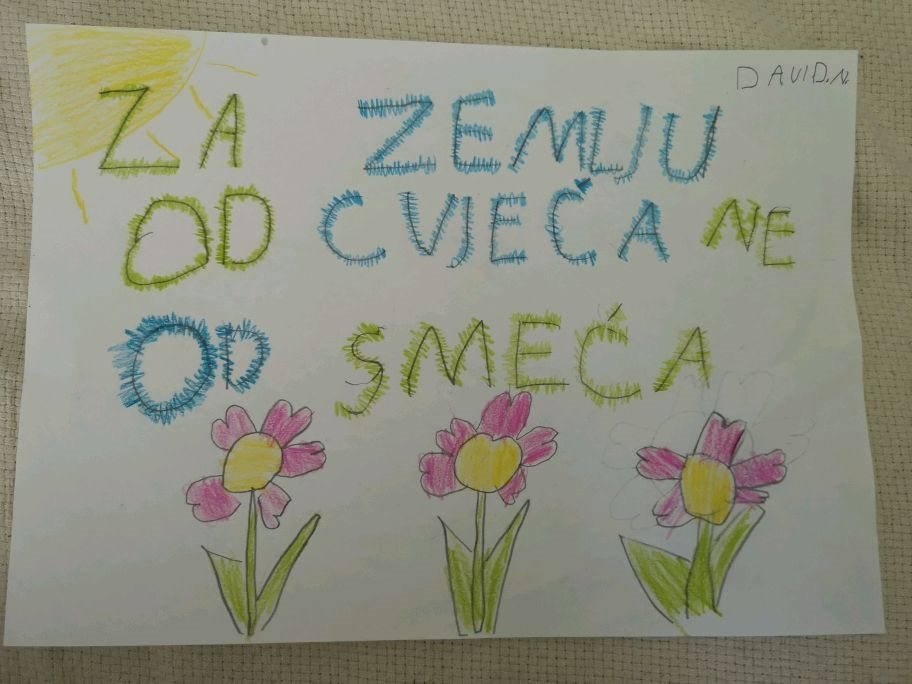 DAVID.N.
ZA ZEMLJU
OD CVJEĆA NE
OD SMEĆA